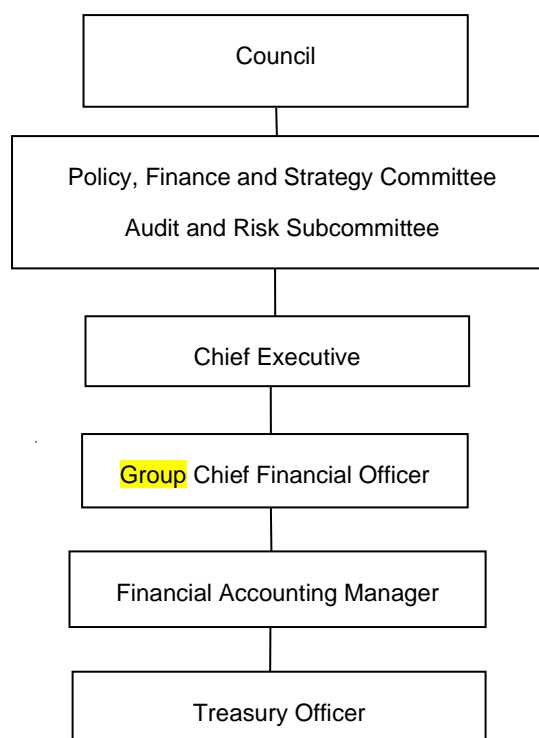 Council
Policy, Finance and Strategy Committee
Audit and Risk Subcommittee
Chief Executive
Group Chief Financial Officer
Financial Accounting Manager
Treasury Officer